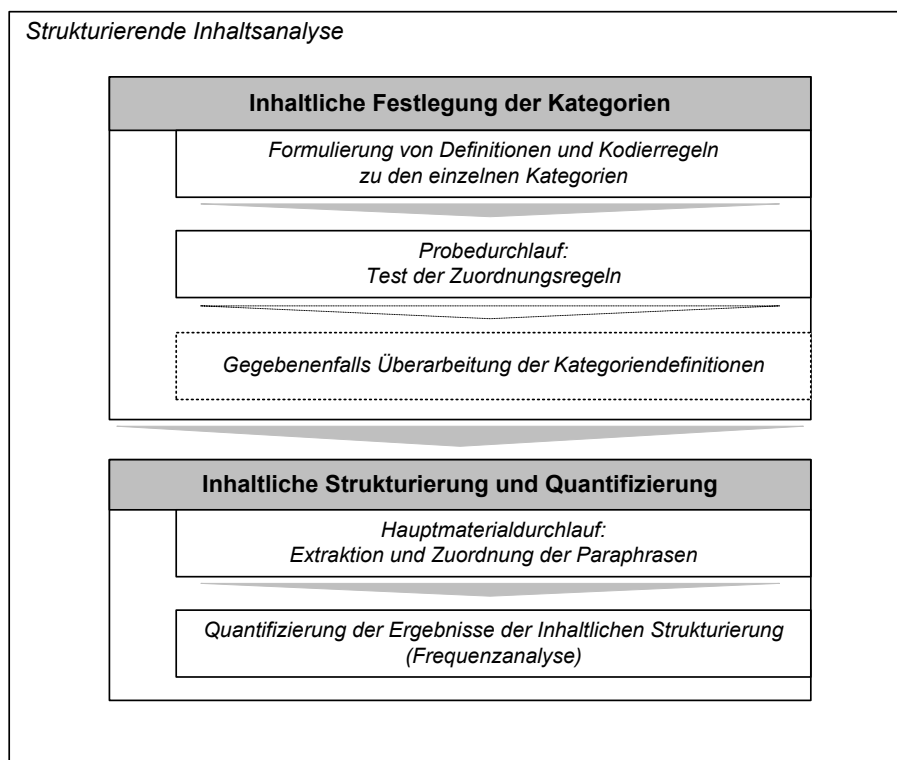 Strukturierende Inhaltsanalyse
Inhaltliche Festlegung der Kategorien
Formulierung von Definitionen und Kodierregeln
zu den einzelnen Kategorien
Probedurchlauf:
Test der Zuordnungsregeln
Gegebenenfalls Überarbeitung der Kategoriendefinitionen
Inhaltliche Strukturierung und Quantifizierung
Hauptmaterialdurchlauf:
Extraktion und Zuordnung der Paraphrasen
Quantifizierung der Ergebnisse der Inhaltlichen Strukturierung
(Frequenzanalyse)